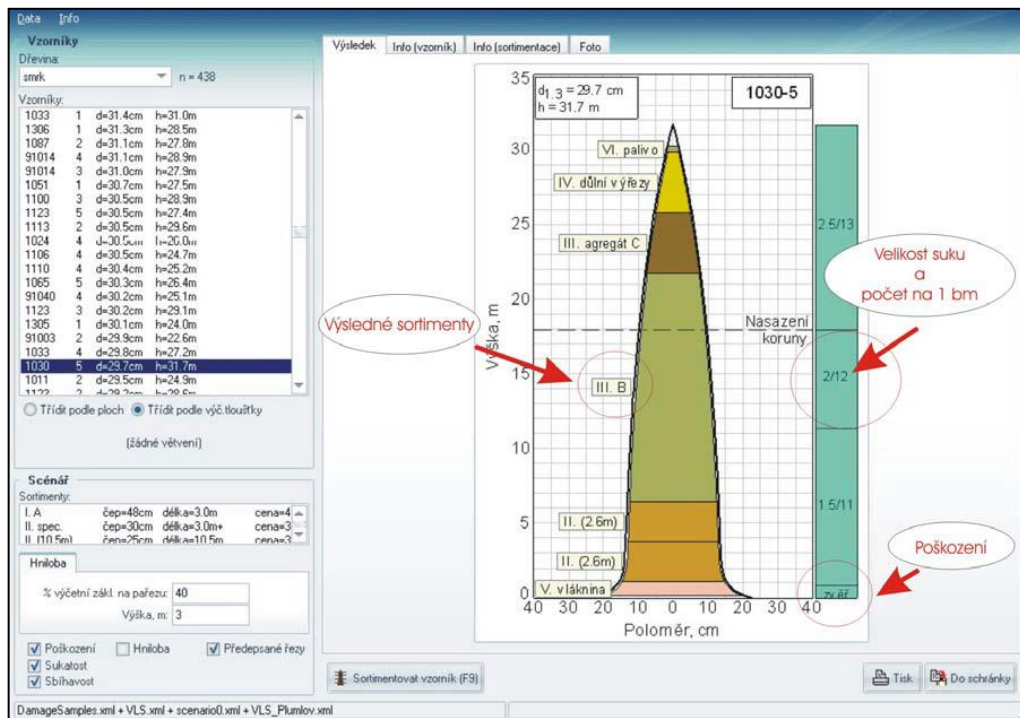 Data Info
Vzorníky
Dřevina:
smrk n = 438
Vzorníky:
1033 1 d=31.4cm h=31.0m
1306 1 d=31.3cm h=28.5m
1087 2 d=31.1cm h=27.8m
91014 4 d=31.1cm h=28.9m
91014 3 d=31.0cm h=27.9m
1051 1 d=30.7cm h=27.5m
1100 3 d=30.5cm h=28.9m
1123 5 d=30.5cm h=27.4m
1113 2 d=30.5cm h=29.6m
1024 4 d=30.5cm
1106 4 d=30.5cm h=24.7m
1110 4 d=30.4cm h=25.2m
1065 5 d=30.3cm h=26.4m
91040 4 d=30.2cm h=25.1m
1123 3 d=30.2cm h=29.1m
1305 1 d=30.1cm h=24.0m
91003 2 d=29.9cm h=22.6m
1033 4 d=29.8cm h=27.2m
1030 5 d=29.7cm h=31.7m
1011 2 d=29.5cm h=24.9m
Třídit podle ploch Třídit podle výč.tloušťky
(žádné větvení)
Scénář
Sortimenty:
I. A čep=48cm délka=3.0m cena=4
II. spec. čep=30cm délka=3.0m+ cena=3
II. (10.5m) čep=25cm délka=10.5m cena=3
Hniloba
% výčetní zákl. na pařezu: 40
Výška, m: 3
Poškození Hniloba Předepsané řezy
Sukatost
Sbíhavost
Výsledek Info (vzorník) Info (sortimentace) Foto
d1.3 = 29.7 cm
h = 31.7 m
1030-5
35
30
25
20
15
10
5
0
Výška, m
VI. palivo
IV. důlní výřezy
III. agregát C
III. B
II. (2.6m)
II. (2.6m)
V. vláknina
Nasazení
koruny
2.5/13
2/12
1.5/11
zvěř
40 30 20 10 0 10 20 30 40
Poloměr, cm
Výsledné sortimenty
Velikost suku
a
počet na 1 bm
Poškození
Sortimentovat vzorník (F9) Tisk Do schránky
DamageSamples.xml + VLS.xml + scenario0.xml + VLS_Plumlov.xml